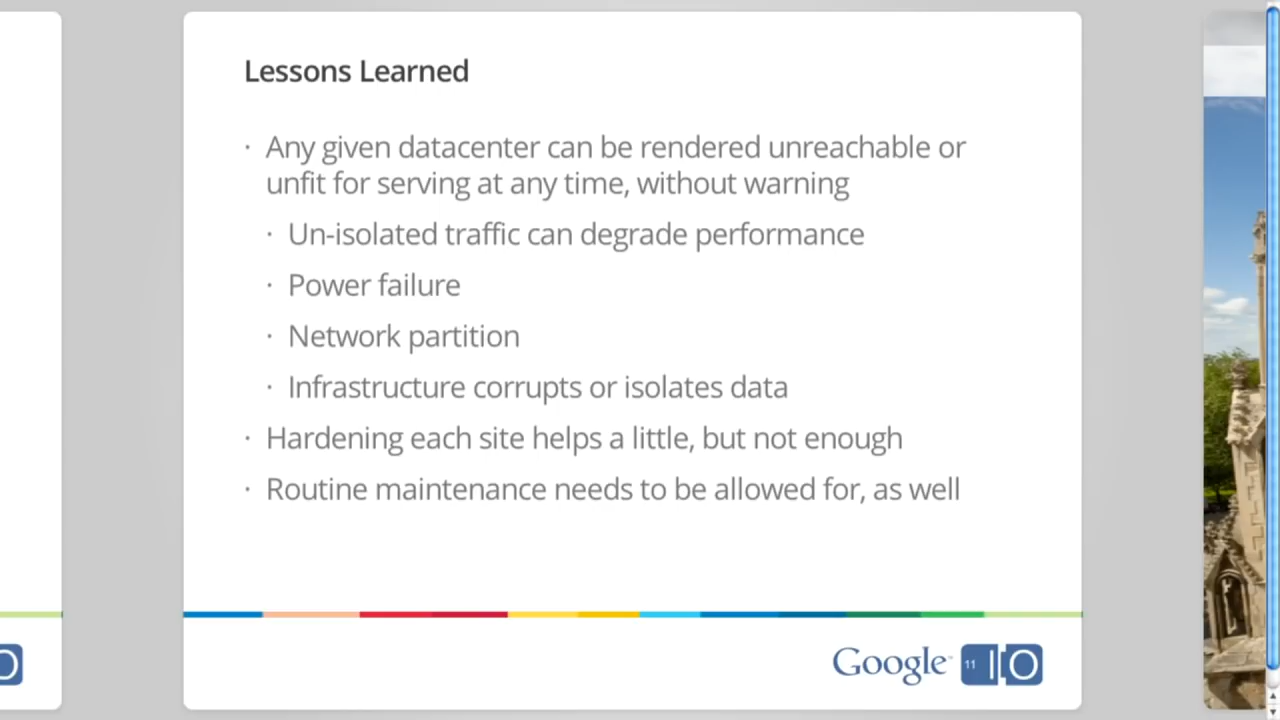 Lessons Learned
· Any given datacenter can be rendered unreachable or
unfit for serving at any time, without warning
· Un-isolated traffic can degrade performance
· Power failure
· Network partition
· Infrastructure corrupts or isolates data
· Hardening each site helps a little, but not enough
· Routine maintenance needs to be allowed for, as well
Google™ 11 IO
O